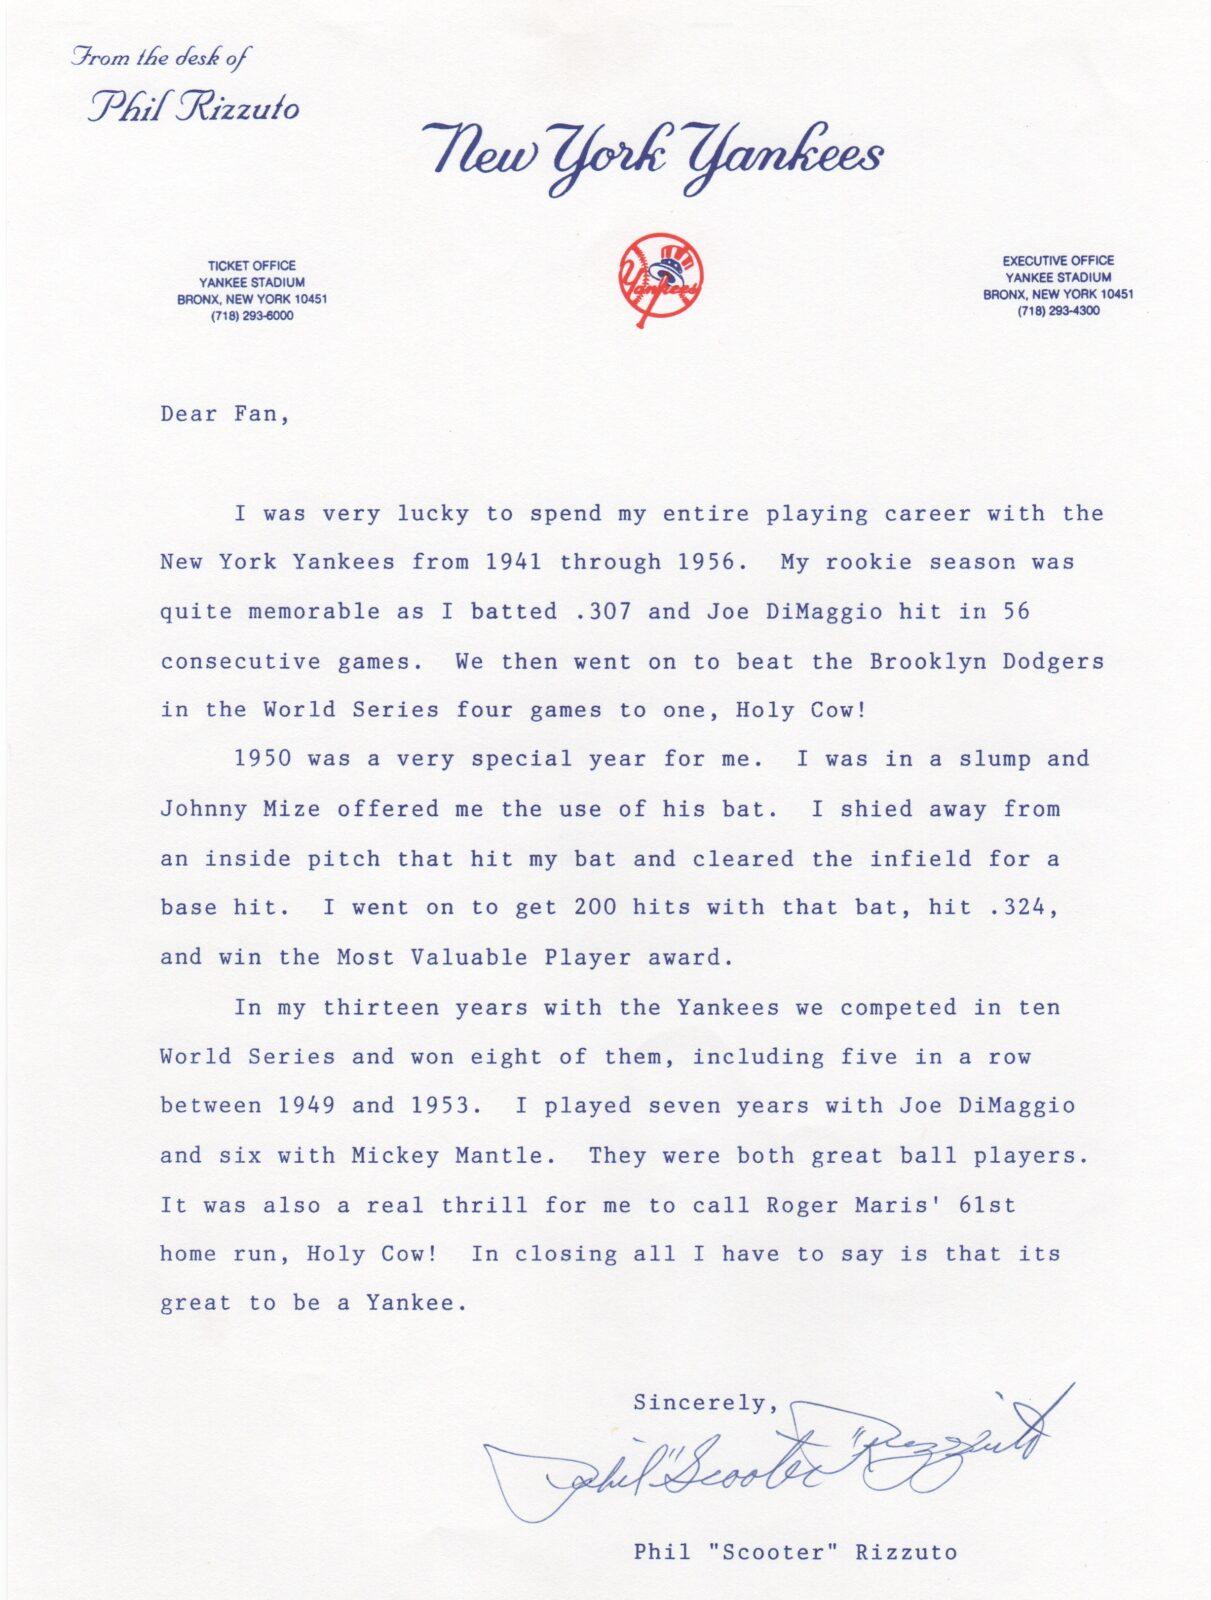 From the desk of
Phil Rizzuto
New York Yankees
TICKET OFFICE
YANKEE STADIUM
BRONX, NEW YORK 10451
(718) 293-6000
Yankees
EXECUTIVE OFFICE
YANKEE STADIUM
BRONX, NEW YORK 10451
(718) 293-4300
Dear Fan,
I was very lucky to spend my entire playing career with the
New York Yankees from 1941 through 1956. My rookie season was
quite memorable as I batted .307 and Joe DiMaggio hit in 56
consecutive games. We then went on to beat the Brooklyn Dodgers
in the World Series four games to one, Holy Cow!
1950 was a very special year for me. I was in a slump and
Johnny Mize offered me the use of his bat. I shied away from
an inside pitch that hit my bat and cleared the infield for a
base hit. I went on to get 200 hits with that bat, hit .324,
and win the Most Valuable Player award.
In my thirteen years with the Yankees we competed in ten
World Series and won eight of them, including five in a row
between 1949 and 1953. I played seven years with Joe DiMaggio
and six with Mickey Mantle. They were both great ball players.
It was also a real thrill for me to call Roger Maris' 61st
home run, Holy Cow! In closing all I have to say is that its
great to be a Yankee.
Sincerely,
Phil "Scooter" Rizzuto
Phil "Scooter" Rizzuto